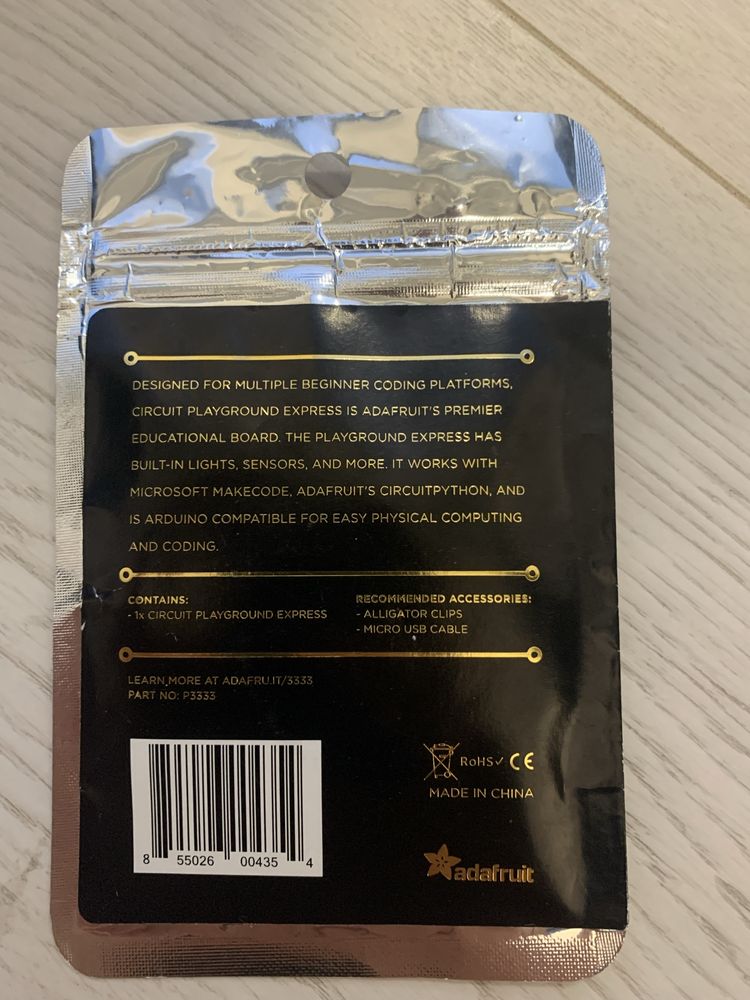 DESIGNED FOR MULTIPLE BEGINNER CODING PLATFORMS,
CIRCUIT PLAYGROUND EXPRESS IS ADAFRUIT'S PREMIER
EDUCATIONAL BOARD. THE PLAYGROUND EXPRESS HAS
BUILT-IN LIGHTS, SENSORS, AND MORE. IT WORKS WITH
MICROSOFT MAKECODE, ADAFRUIT'S CIRCUITPYTHON, AND
IS ARDUINO COMPATIBLE FOR EASY PHYSICAL COMPUTING
AND CODING.
CONTAINS:
- 1x CIRCUIT PLAYGROUND EXPRESS
RECOMMENDED ACCESSORIES:
- ALLIGATOR CLIPS
- MICRO USB CABLE
LEARN MORE AT ADAFRU.IT/3333
PART NO: P3333
RoHS✓ CE
MADE IN CHINA
8 55026 00435 4
adafruit